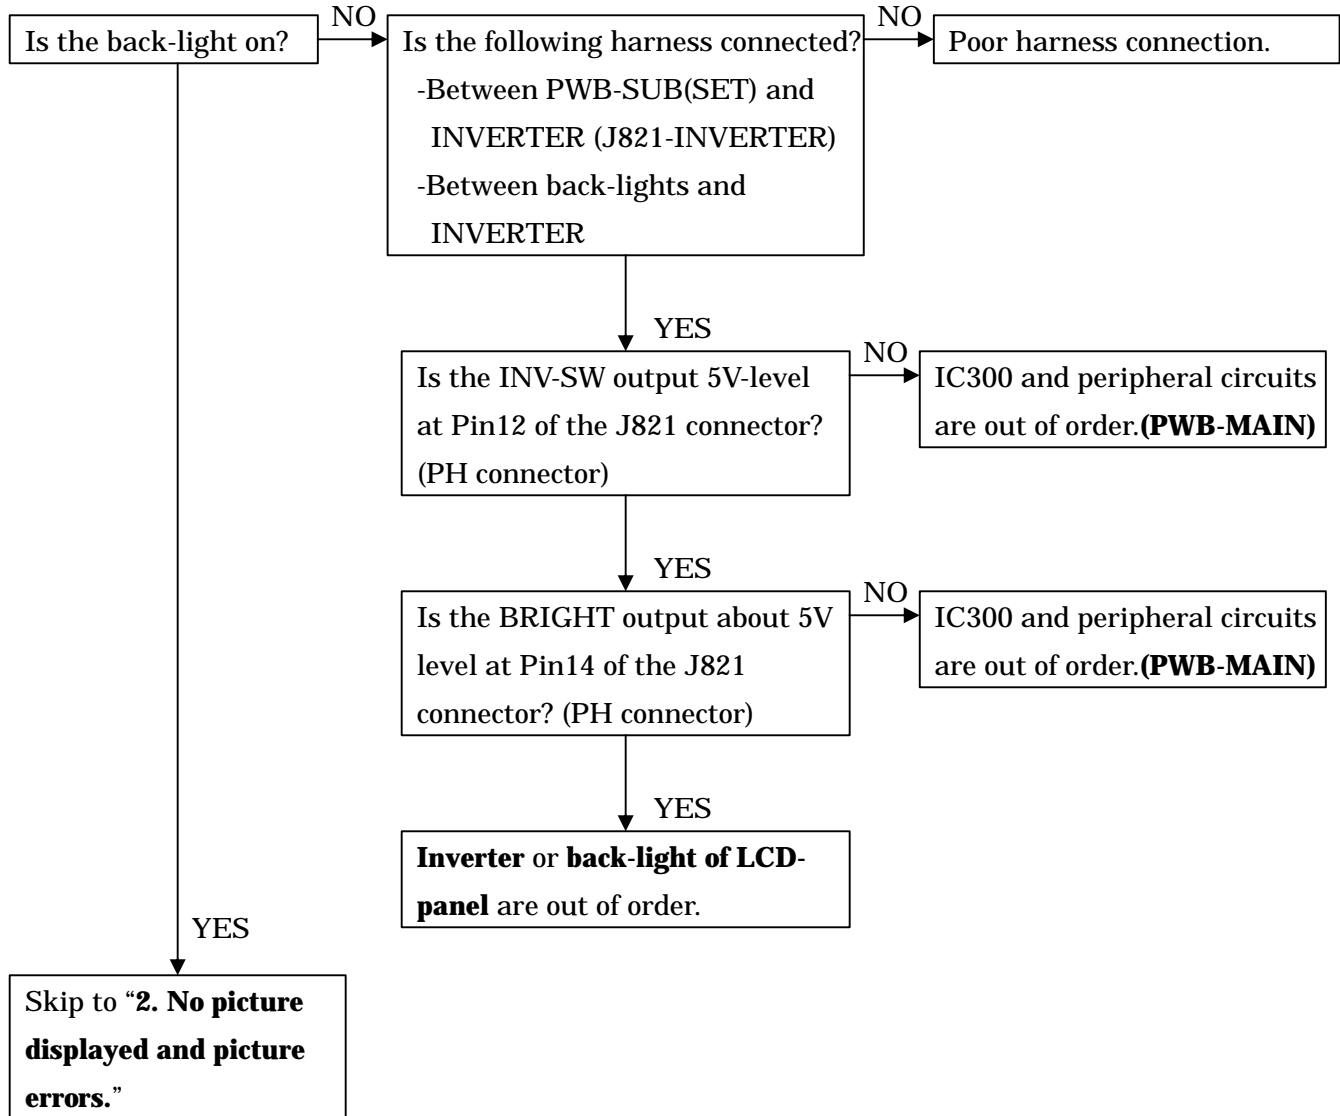 Is the back-light on?
NO
Is the following harness connected?
-Between PWB-SUB(SET) and
INVERTER (J821-INVERTER)
-Between back-lights and
INVERTER
NO
Poor harness connection.
YES
Is the INV-SW output 5V-level
at Pin12 of the J821 connector?
(PH connector)
NO
IC300 and peripheral circuits
are out of order.(PWB-MAIN)
YES
Is the BRIGHT output about 5V
level at Pin14 of the J821
connector? (PH connector)
NO
IC300 and peripheral circuits
are out of order.(PWB-MAIN)
YES
Inverter or back-light of LCD-
panel are out of order.
YES
Skip to “2. No picture
displayed and picture
errors.”